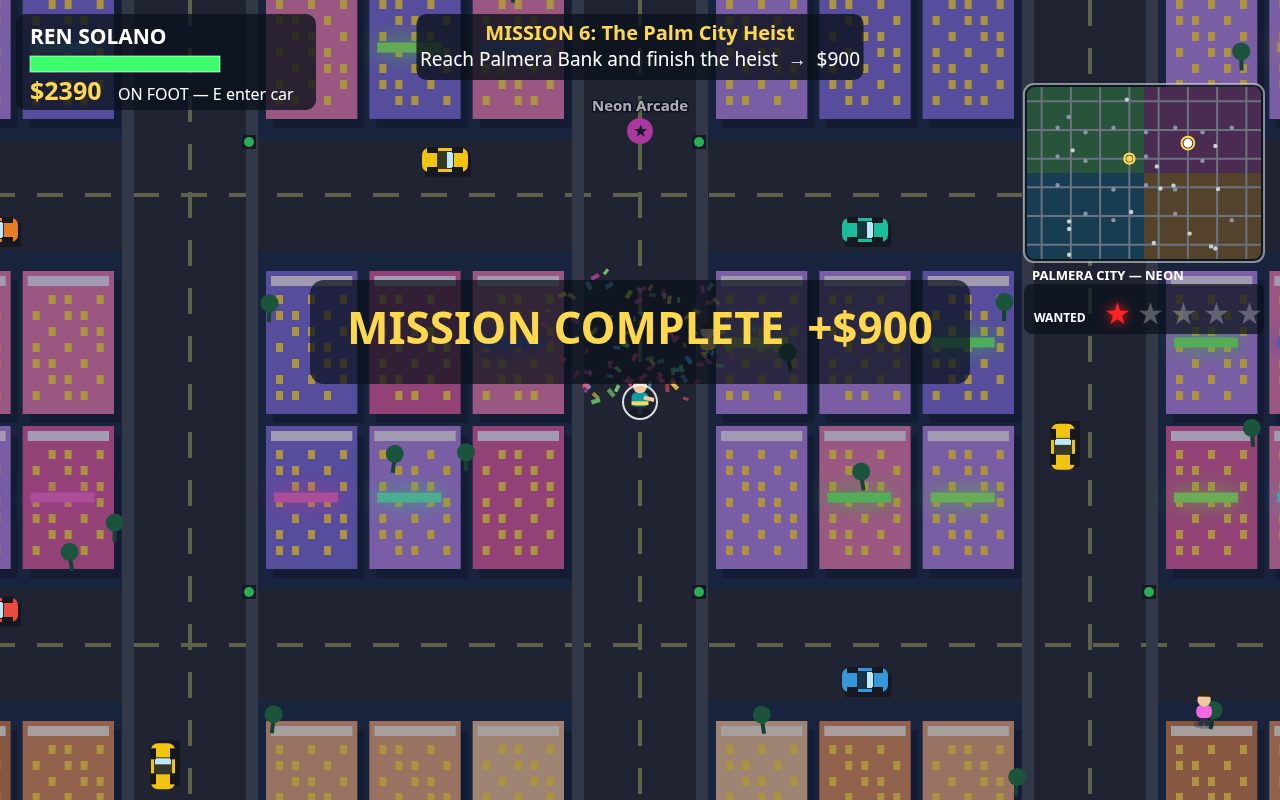 REN SOLANO
$2390 ON FOOT — E enter car
MISSION 6: The Palm City Heist
Reach Palmera Bank and finish the heist → $900
Neon Arcade
PALMERA CITY — NEON
WANTED
MISSION COMPLETE +$900